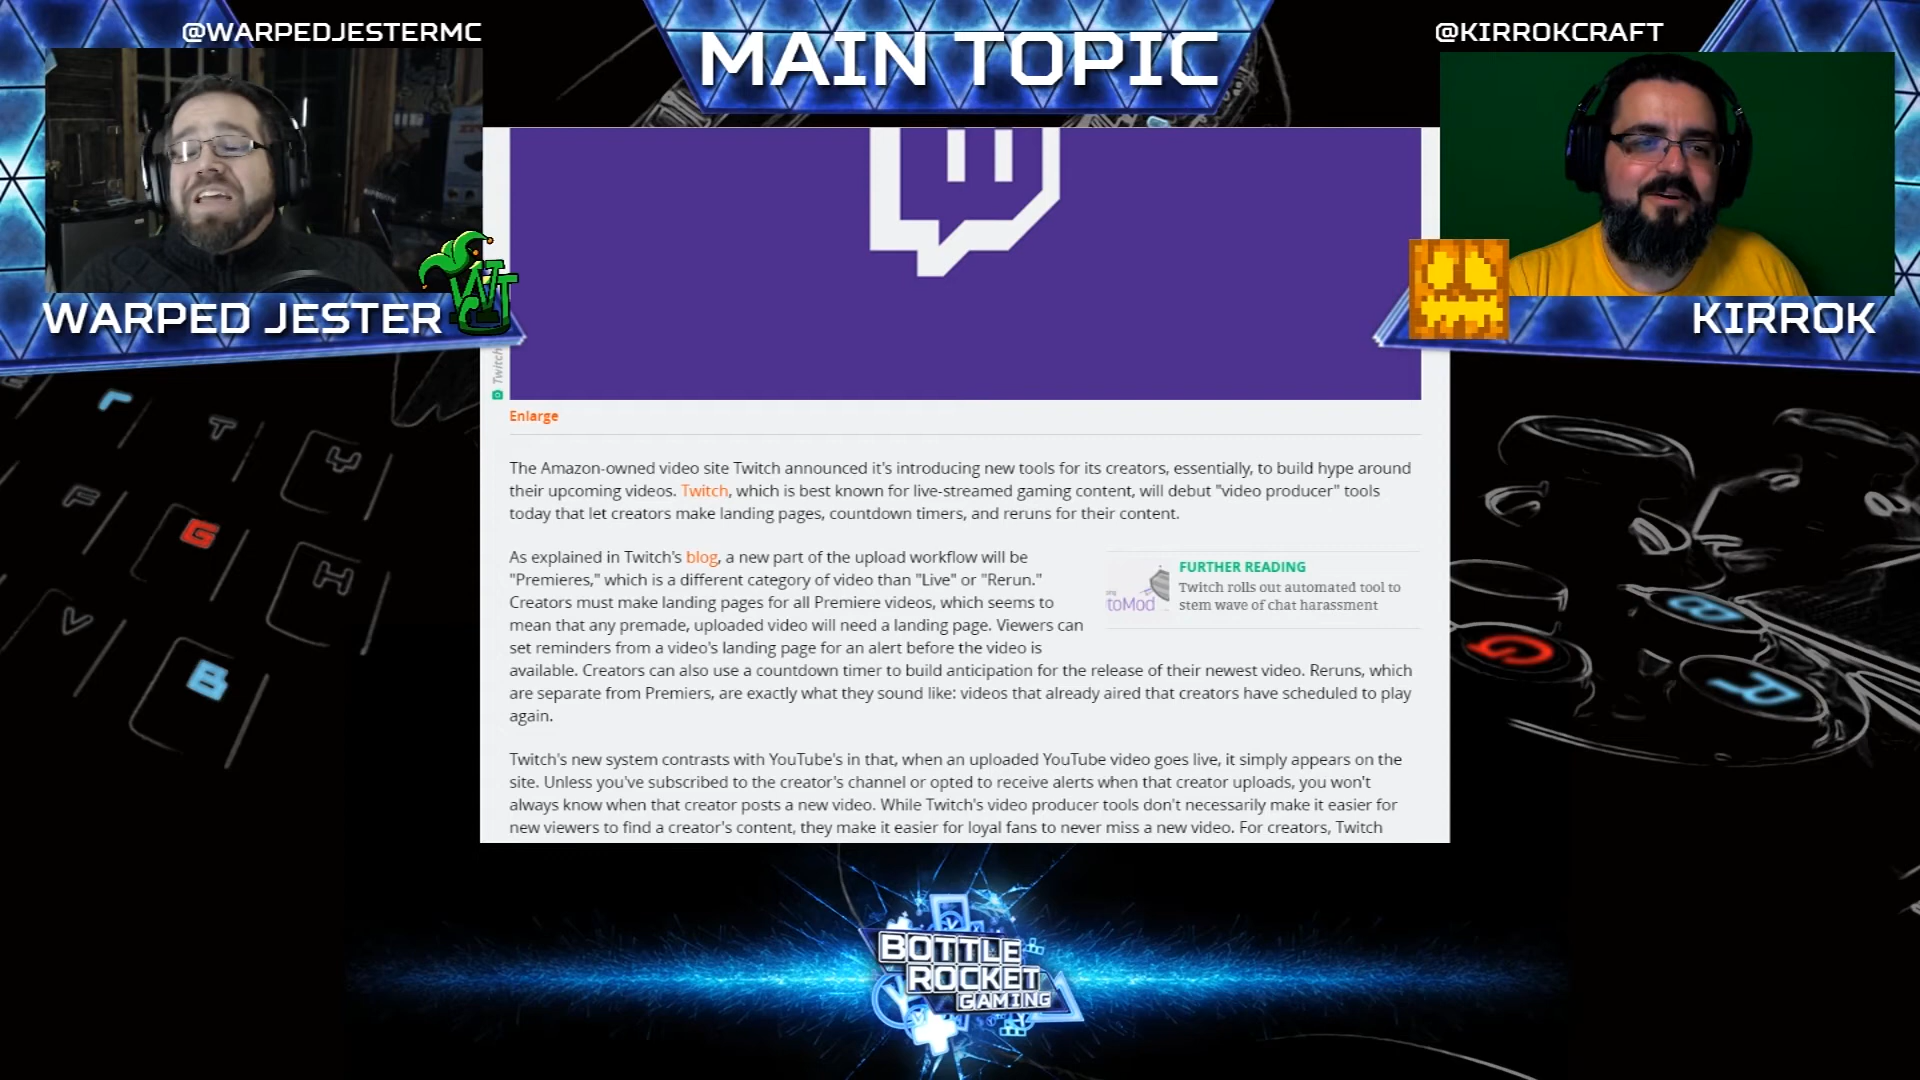 @WARPEDJESTERMC
MAIN TOPIC
@KIRROKCRAFT
WARPED JESTER
WT
KIRROK
Twitch
Enlarge
The Amazon-owned video site Twitch announced it's introducing new tools for its creators, essentially, to build hype around
their upcoming videos. Twitch, which is best known for live-streamed gaming content, will debut "video producer" tools
today that let creators make landing pages, countdown timers, and reruns for their content.
As explained in Twitch's blog, a new part of the upload workflow will be
"Premieres," which is a different category of video than "Live" or "Rerun."
Creators must make landing pages for all Premiere videos, which seems to
mean that any premade, uploaded video will need a landing page. Viewers can
set reminders from a video's landing page for an alert before the video is
available. Creators can also use a countdown timer to build anticipation for the release of their newest video. Reruns, which
are separate from Premiers, are exactly what they sound like: videos that already aired that creators have scheduled to play
again.
FURTHER READING
Twitch rolls out automated tool to
stem wave of chat harassment
toMod
Twitch's new system contrasts with YouTube's in that, when an uploaded YouTube video goes live, it simply appears on the
site. Unless you've subscribed to the creator's channel or opted to receive alerts when that creator uploads, you won't
always know when that creator posts a new video. While Twitch's video producer tools don't necessarily make it easier for
new viewers to find a creator's content, they make it easier for loyal fans to never miss a new video. For creators, Twitch
T Y
F G H
V B
B
G R
BOTTLE
ROCKET
GAMING